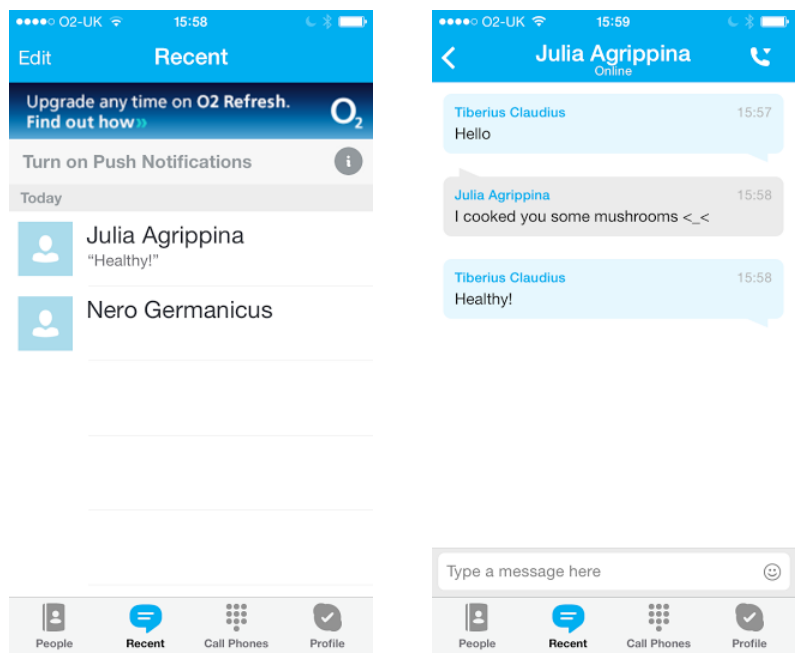 O2-UK 15:58
Edit Recent
Upgrade any time on O2 Refresh.
Find out how»
O2
Turn on Push Notifications i
Today
Julia Agrippina
“Healthy!”
Nero Germanicus
People Recent Call Phones Profile
O2-UK 15:59
Julia Agrippina
Online
Tiberius Claudius 15:57
Hello
Julia Agrippina 15:58
I cooked you some mushrooms <_<
Tiberius Claudius 15:58
Healthy!
Type a message here
People Recent Call Phones Profile